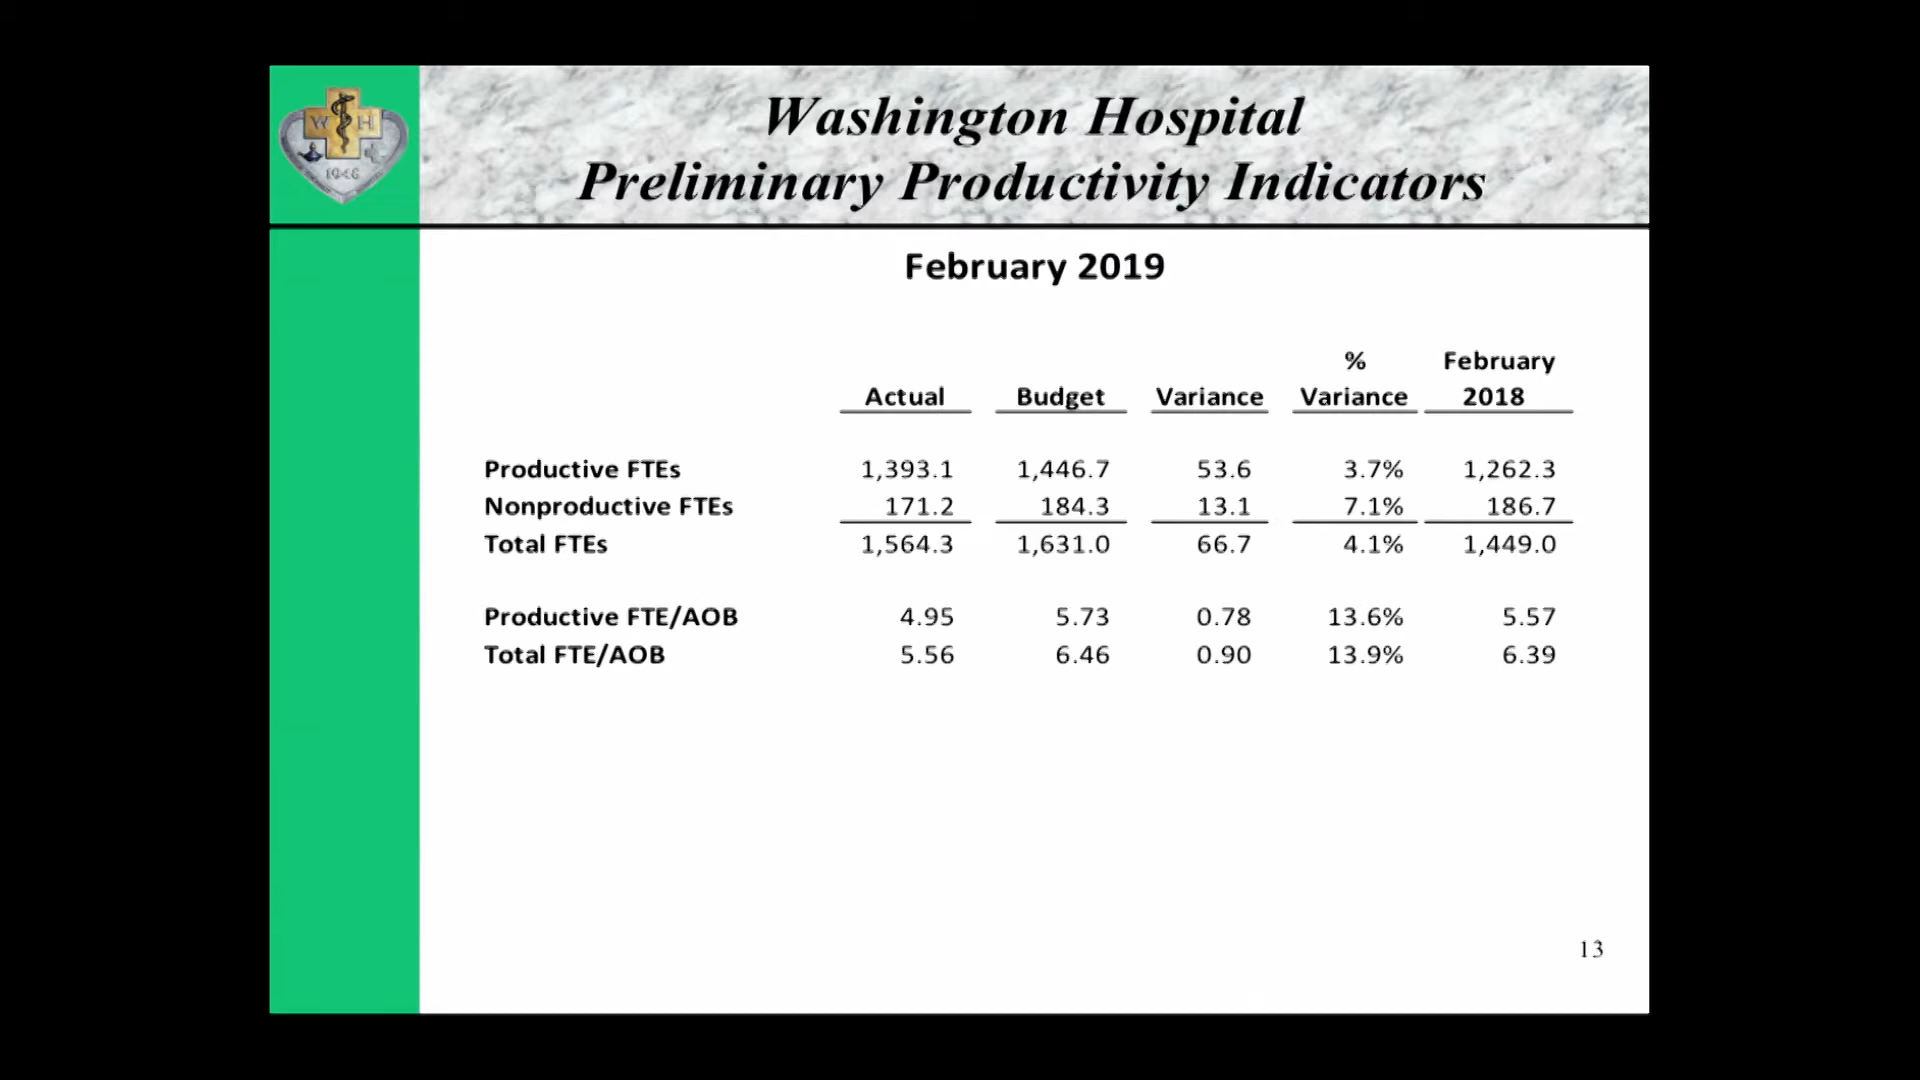 W H
1948
Washington Hospital
Preliminary Productivity Indicators
February 2019
% February
Actual Budget Variance Variance 2018
Productive FTEs 1,393.1 1,446.7 53.6 3.7% 1,262.3
Nonproductive FTEs 171.2 184.3 13.1 7.1% 186.7
Total FTEs 1,564.3 1,631.0 66.7 4.1% 1,449.0
Productive FTE/AOB 4.95 5.73 0.78 13.6% 5.57
Total FTE/AOB 5.56 6.46 0.90 13.9% 6.39
13